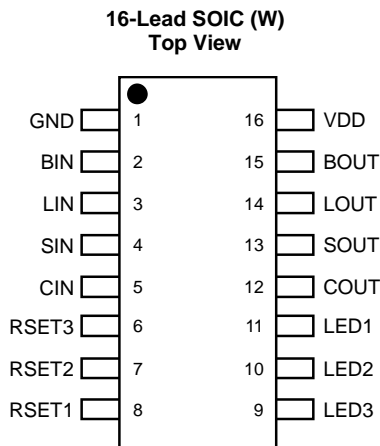 16-Lead SOIC (W)
Top View
GND 1 16 VDD
BIN 2 15 BOUT
LIN 3 14 LOUT
SIN 4 13 SOUT
CIN 5 12 COUT
RSET3 6 11 LED1
RSET2 7 10 LED2
RSET1 8 9 LED3